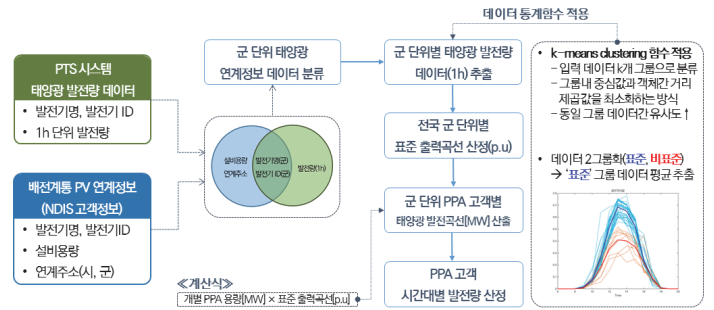 데이터 통계함수 적용
PTS 시스템
태양광 발전량 데이터
• 발전기명, 발전기 ID
• 1h 단위 발전량
배전계통 PV 연계정보
(NDIS 고객정보)
• 발전기명, 발전기ID
• 설비용량
• 연계주소(시, 군)
군 단위 태양광
연계정보 데이터 분류
설비용량
연계주소
발전기명(군)
발전기 ID(군)
발전량(1h)
≪계산식≫
개별 PPA 용량[MW] × 표준 출력곡선[p.u]
군 단위별 태양광 발전량
데이터(1h) 추출
전국 군 단위별
표준 출력곡선 산정(p.u)
군 단위 PPA 고객별
태양광 발전곡선[MW] 산출
PPA 고객
시간대별 발전량 산정
• k-means clustering 함수 적용
– 입력 데이터 k개 그룹으로 분류
– 그룹내 중심값과 객체간 거리
제곱값을 최소화하는 방식
– 동일 그룹 데이터간 유사도↑
• 데이터 2그룹화(표준, 비표준)
→ '표준' 그룹 데이터 평균 추출